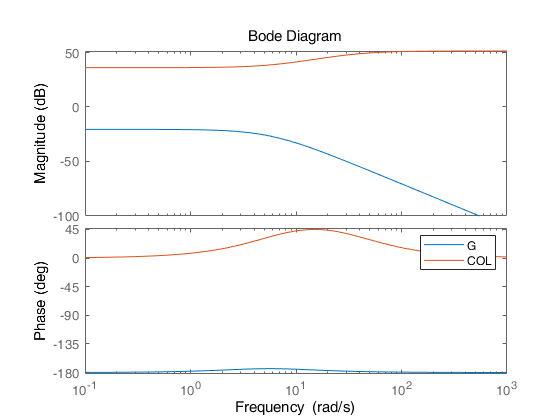 Bode Diagram
Magnitude (dB)
50
0
-50
-100
Phase (deg)
45
0
-45
-90
-135
-180
G
COL
10^-1
10^0
10^1
10^2
10^3
Frequency (rad/s)